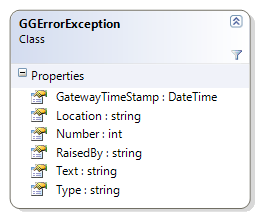 GGErrorException
Class
Properties
GatewayTimeStamp : DateTime
Location : string
Number : int
RaisedBy : string
Text : string
Type : string